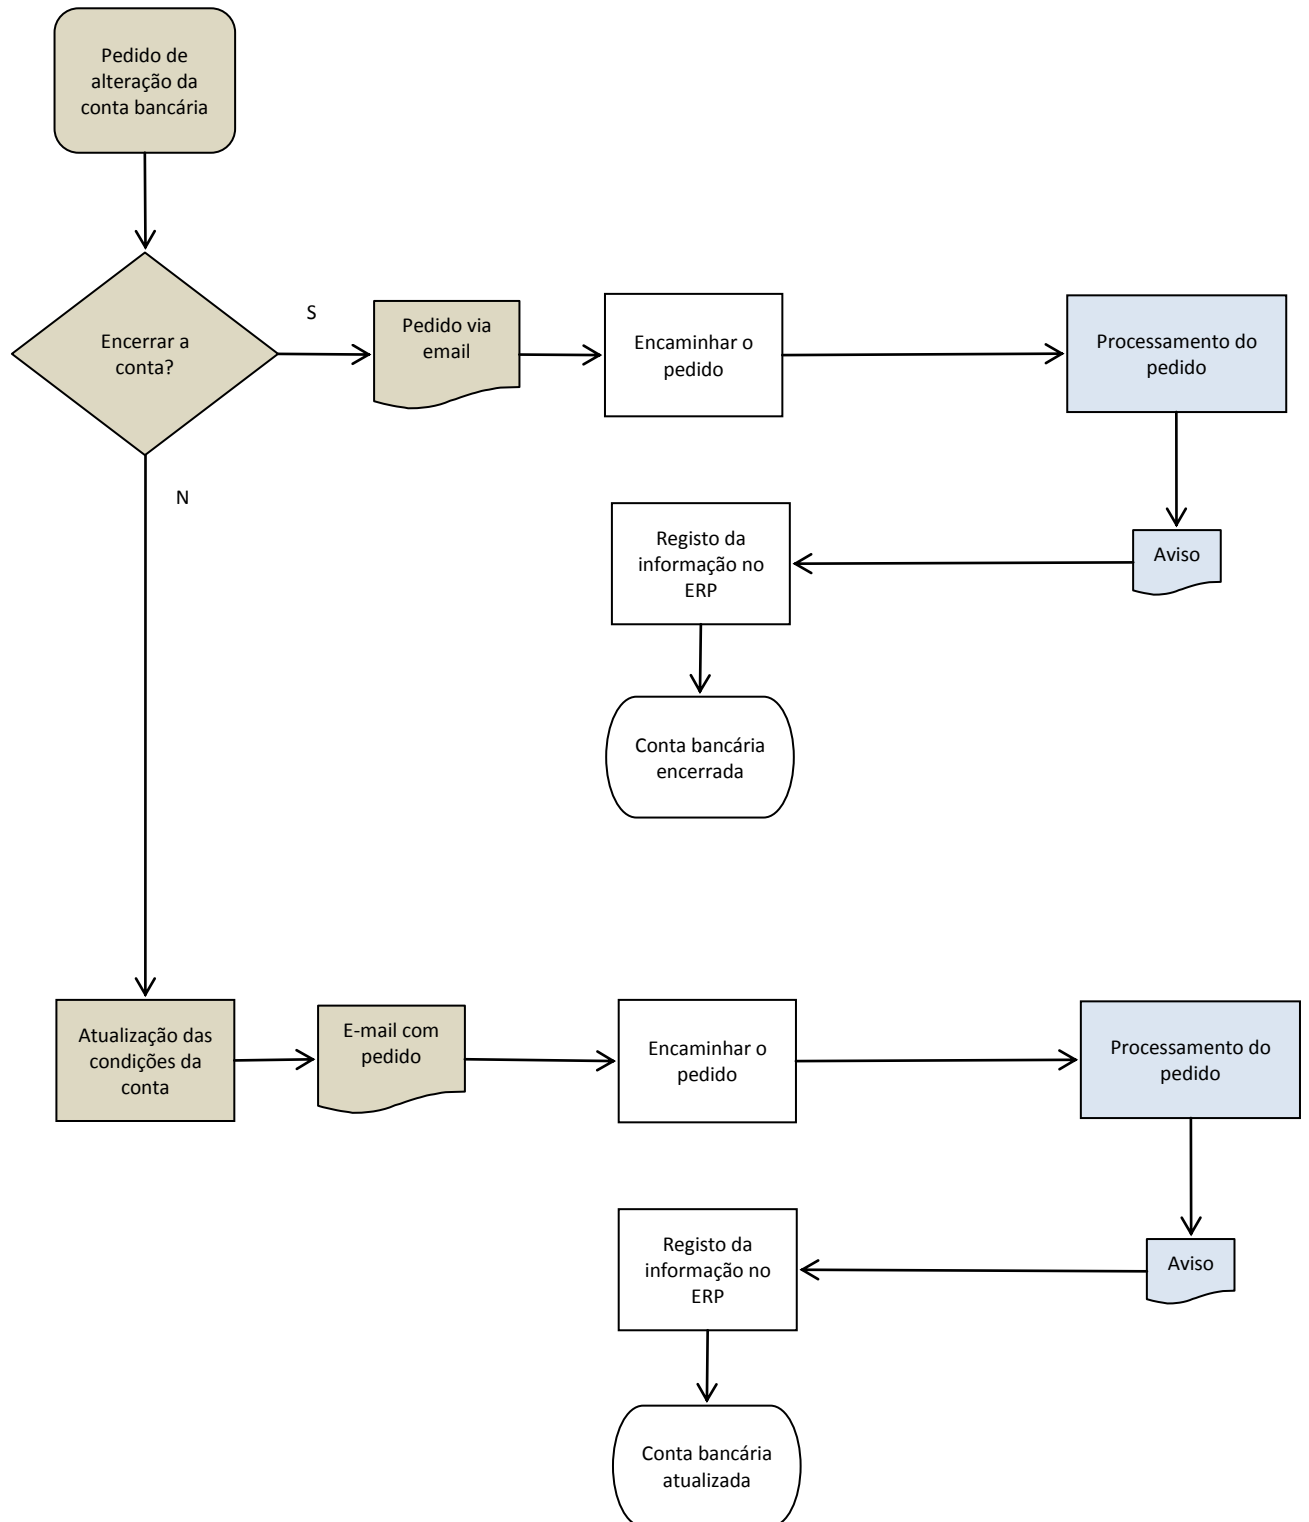 Pedido de
alteração da
conta bancária
Encerrar a
conta?
S
Pedido via
email
Encaminhar o
pedido
Processamento do
pedido
N
Registo da
informação no
ERP
Aviso
Conta bancária
encerrada
Atualização das
condições da
conta
E-mail com
pedido
Encaminhar o
pedido
Processamento do
pedido
Registo da
informação no
ERP
Aviso
Conta bancária
atualizada